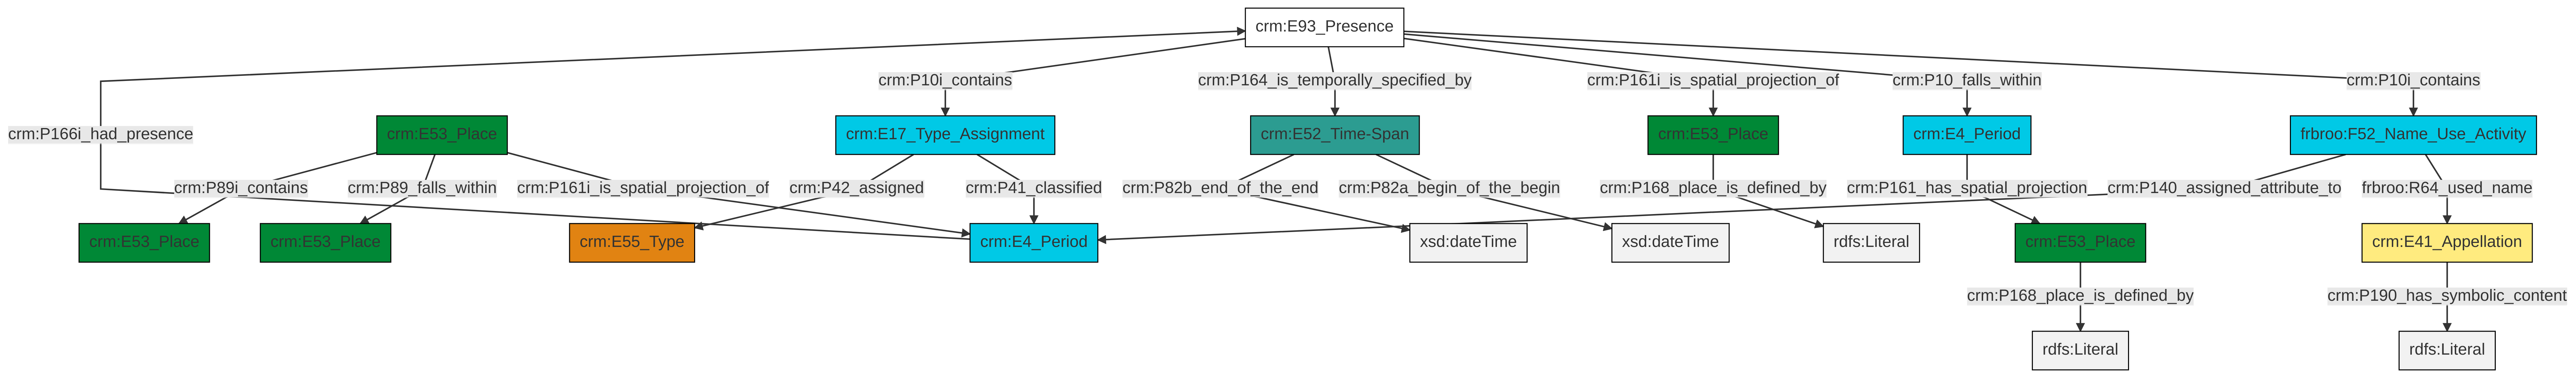 crm:E93_Presence
crm:P10i_contains
crm:P164_is_temporally_specified_by
crm:P161i_is_spatial_projection_of
crm:P10_falls_within
crm:P10i_contains
crm:P166i_had_presence
crm:E53_Place
crm:E17_Type_Assignment
crm:E52_Time-Span
crm:E53_Place
crm:E4_Period
frbroo:F52_Name_Use_Activity
crm:P89i_contains
crm:P89_falls_within
crm:P161i_is_spatial_projection_of
crm:P42_assigned
crm:P41_classified
crm:P82b_end_of_the_end
crm:P82a_begin_of_the_begin
crm:P168_place_is_defined_by
crm:P161_has_spatial_projection
crm:P140_assigned_attribute_to
frbroo:R64_used_name
crm:E53_Place
crm:E53_Place
crm:E55_Type
crm:E4_Period
xsd:dateTime
xsd:dateTime
rdfs:Literal
crm:E53_Place
crm:E41_Appellation
crm:P168_place_is_defined_by
crm:P190_has_symbolic_content
rdfs:Literal
rdfs:Literal